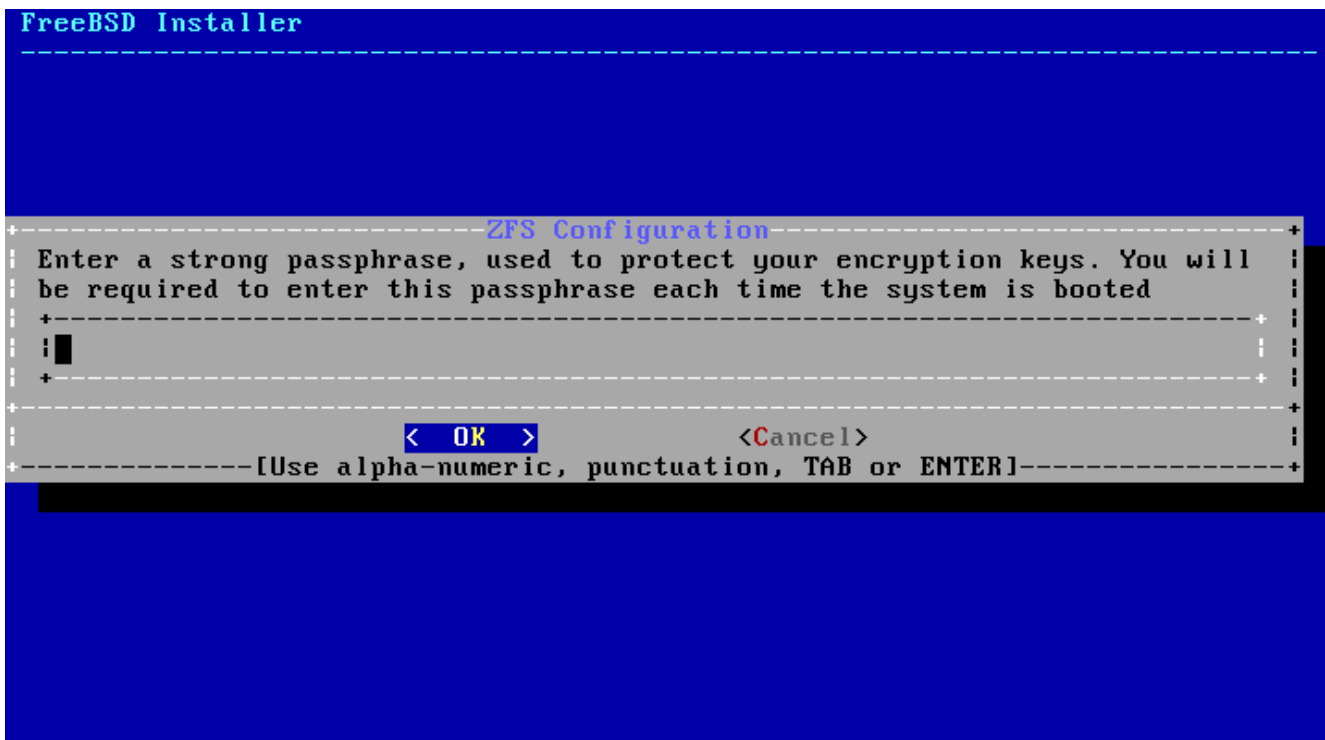 FreeBSD Installer
ZFS Configuration
Enter a strong passphrase, used to protect your encryption keys. You will
be required to enter this passphrase each time the system is booted
< OK > <Cancel>
[Use alpha-numeric, punctuation, TAB or ENTER]